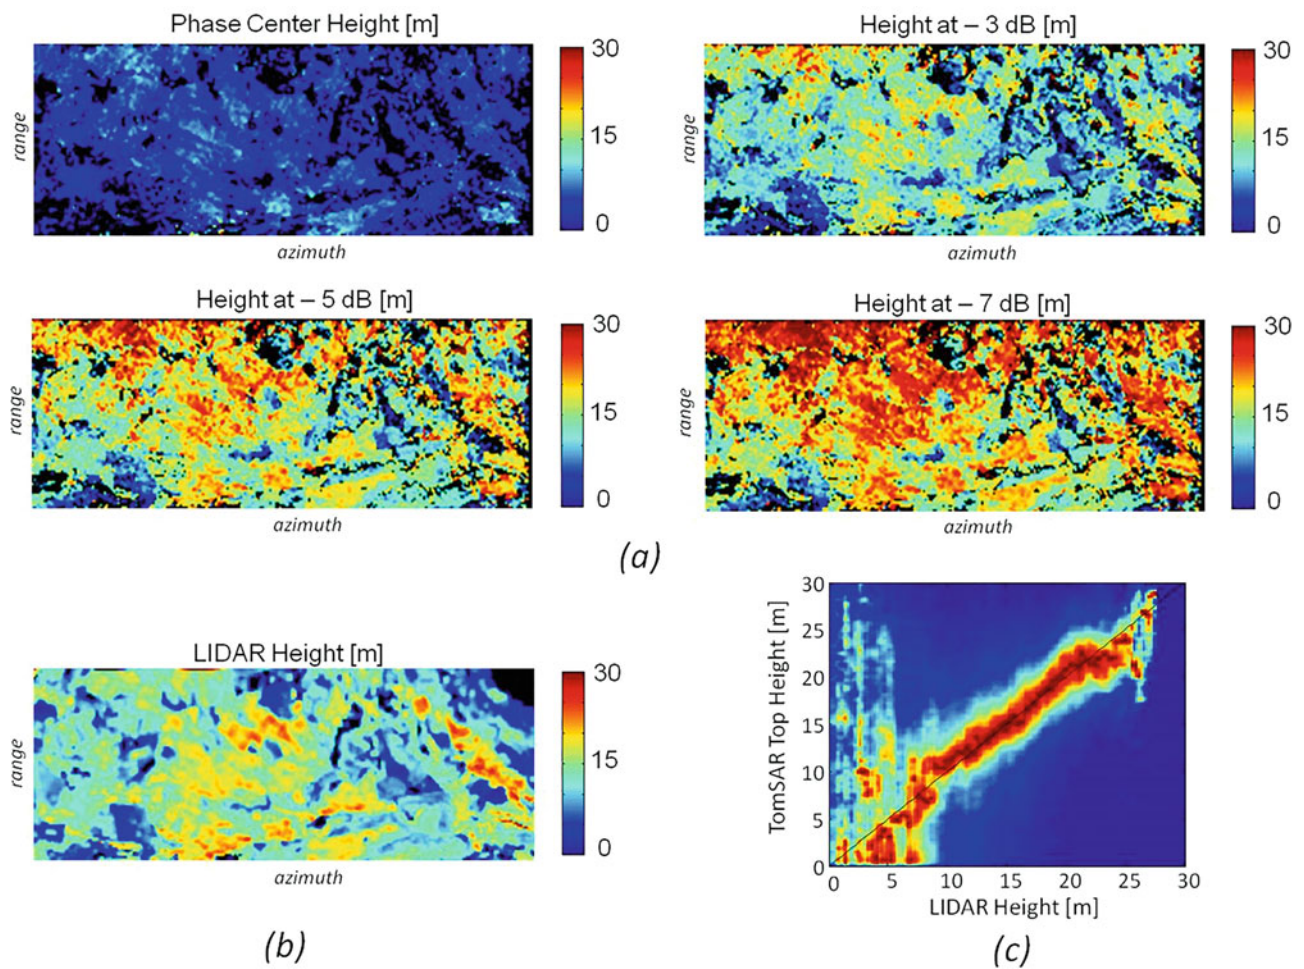 Phase Center Height [m]
30
15
0
range
azimuth
Height at – 3 dB [m]
30
15
0
range
azimuth
Height at – 5 dB [m]
30
15
0
range
azimuth
Height at – 7 dB [m]
30
15
0
range
azimuth
(a)
LIDAR Height [m]
30
15
0
range
azimuth
(b)
TomSAR Top Height [m]
30
25
20
15
10
5
0
0 5 10 15 20 25 30
LIDAR Height [m]
(c)